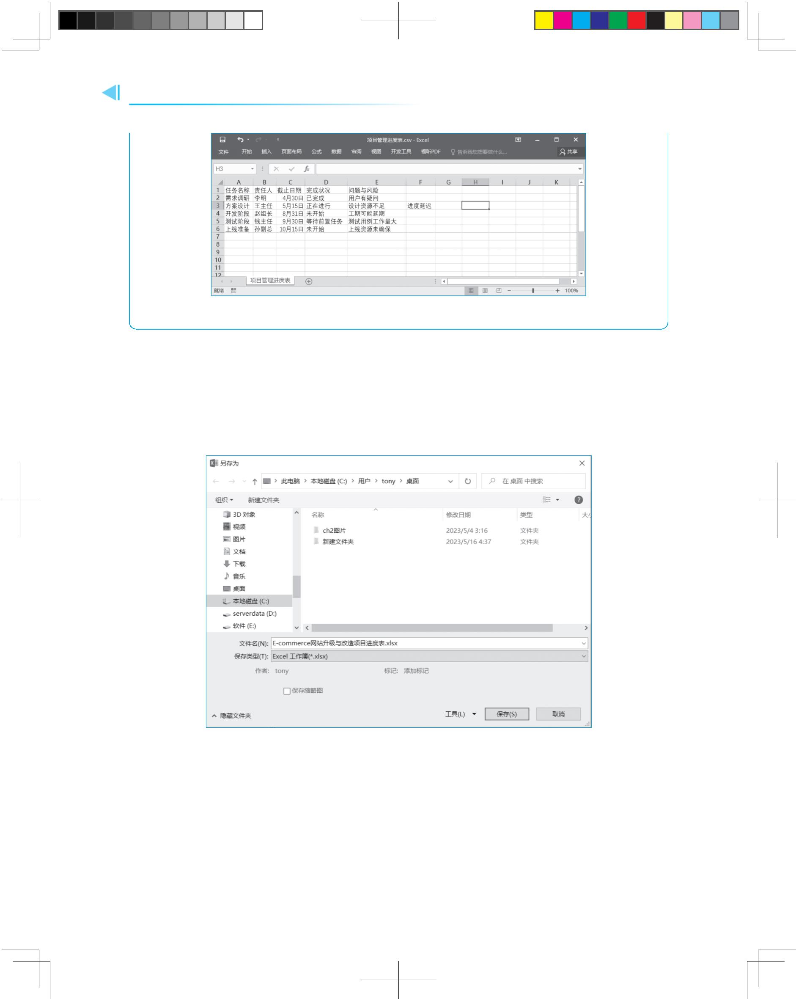 项目管理进度表.csv - Excel
文件 开始 插入 页面布局 公式 数据 审阅 视图 开发工具 福昕PDF 告诉我您想要做什么... 共享
H3 fx
A B C D E F G H I J K
1 任务名称 责任人 截止日期 完成状况 问题与风险
2 需求调研 李明 4月30日 已完成 用户有疑问
3 方案设计 王主任 5月15日 正在进行 设计资源不足 进度延迟
4 开发阶段 赵组长 8月31日 未开始 工期可能延期
5 测试阶段 钱主任 9月30日 等待前置任务 测试用例工作量大
6 上线准备 孙副总 10月15日 未开始 上线资源未确保
7
8
9
10
11
12
项目管理进度表
就绪 100%
另存为
此电脑 本地磁盘 (C:) 用户 tony 桌面 在 桌面 中搜索
组织 新建文件夹
3D 对象
视频
图片
文档
下载
音乐
桌面
本地磁盘 (C:)
serverdata (D:)
软件 (E:)
名称 修改日期 类型
ch2图片 2023/5/4 3:16 文件夹
新建文件夹 2023/5/16 4:37 文件夹
文件名(N): E-commerce网站升级与改造项目进度表.xlsx
保存类型(T): Excel 工作簿(*.xlsx)
作者: tony 标记: 添加标记
保存缩略图
隐藏文件夹 工具(L) 保存(S) 取消